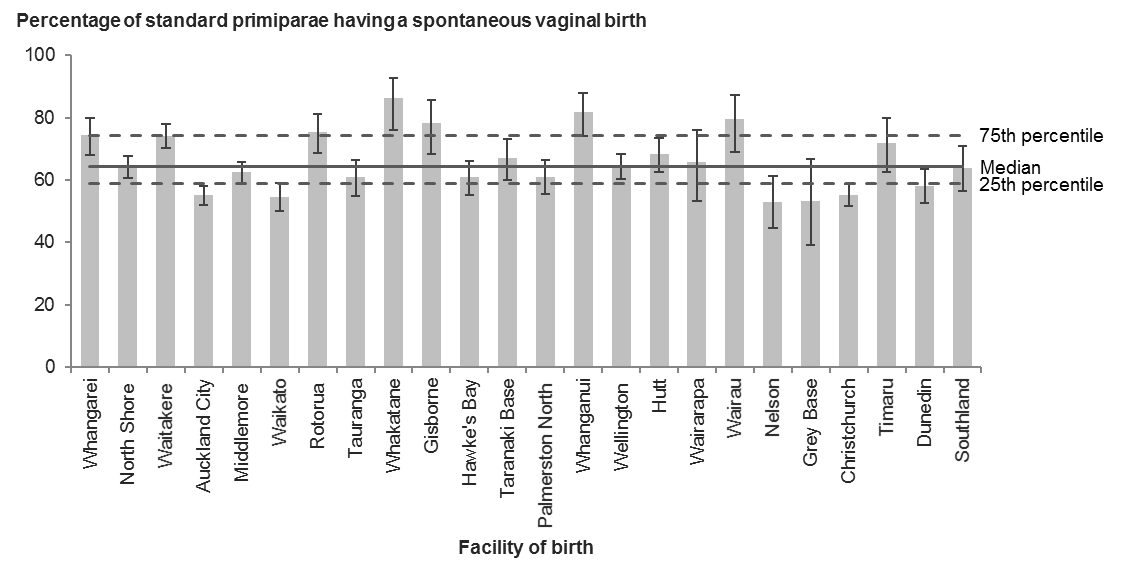 Percentage of standard primiparae having a spontaneous vaginal birth
100
80
60
40
20
0
75th percentile
Median
25th percentile
Whangarei
North Shore
Waitakere
Auckland City
Middlemore
Waikato
Rotorua
Tauranga
Whakatane
Gisborne
Hawke's Bay
Taranaki Base
Palmerston North
Whanganui
Wellington
Hutt
Wairarapa
Wairau
Nelson
Grey Base
Christchurch
Timaru
Dunedin
Southland
Facility of birth